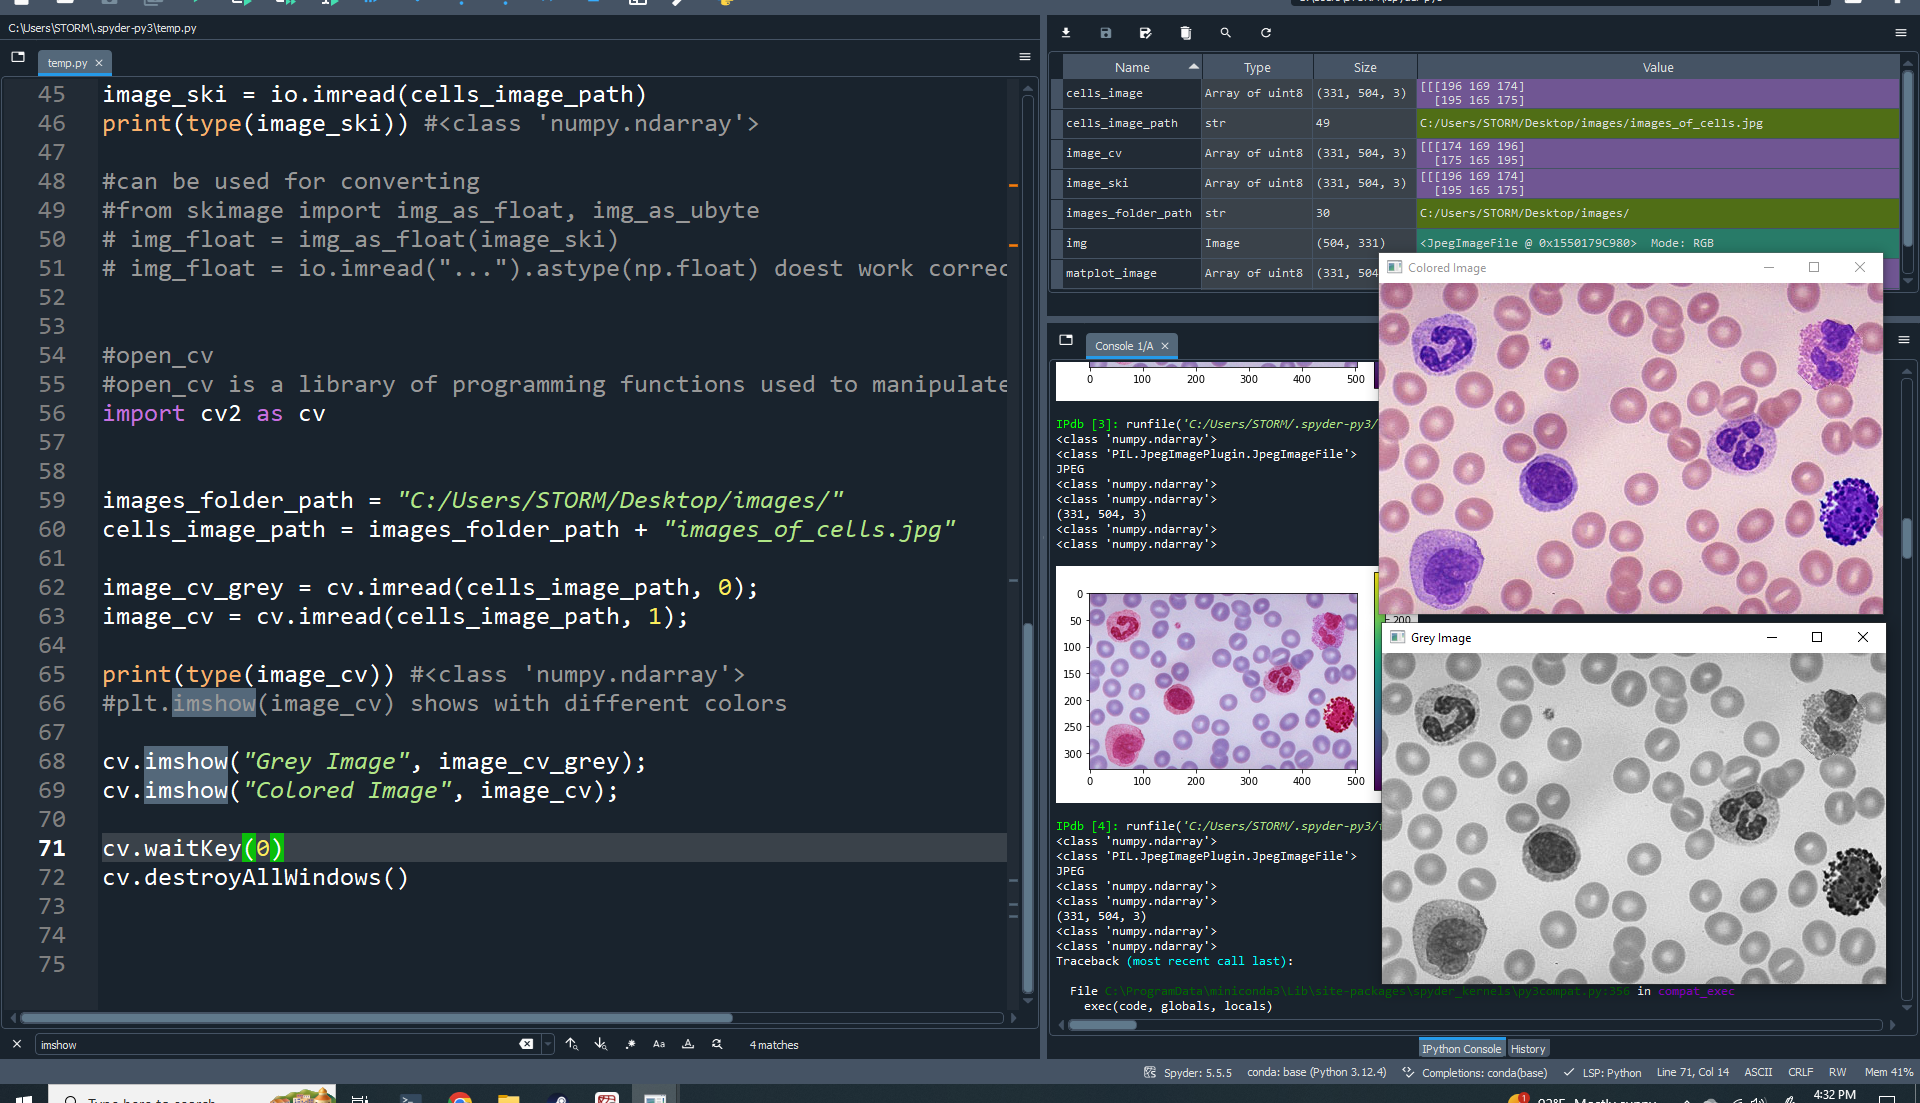 C:\Users\STORM\.spyder-py3\temp.py
temp.py
45 image_ski = io.imread(cells_image_path)
46 print(type(image_ski)) #<class 'numpy.ndarray'>
47
48 #can be used for converting
49 #from skimage import img_as_float, img_as_ubyte
50 # img_float = img_as_float(image_ski)
51 # img_float = io.imread("...").astype(np.float) doest work correc
52
53
54 #open_cv
55 #open_cv is a library of programming functions used to manipulate
56 import cv2 as cv
57
58
59 images_folder_path = "C:/Users/STORM/Desktop/images/"
60 cells_image_path = images_folder_path + "images_of_cells.jpg"
61
62 image_cv_grey = cv.imread(cells_image_path, 0);
63 image_cv = cv.imread(cells_image_path, 1);
64
65 print(type(image_cv)) #<class 'numpy.ndarray'>
66 #plt.imshow(image_cv) shows with different colors
67
68 cv.imshow("Grey Image", image_cv_grey);
69 cv.imshow("Colored Image", image_cv);
70
71 cv.waitKey(0)
72 cv.destroyAllWindows()
73
74
75
imshow
Aa
4 matches
Name Type Size Value
cells_image Array of uint8 (331, 504, 3) [[[196 169 174]
[195 165 175]
cells_image_path str 49 C:/Users/STORM/Desktop/images/images_of_cells.jpg
image_cv Array of uint8 (331, 504, 3) [[[174 169 196]
[175 165 195]
image_ski Array of uint8 (331, 504, 3) [[[196 169 174]
[195 165 175]
images_folder_path str 30 C:/Users/STORM/Desktop/images/
img Image (504, 331) <JpegImageFile @ 0x1550179C980> Mode: RGB
matplot_image Array of uint8 (331, 504
Colored Image
Console 1/A
0 100 200 300 400 500
IPdb [3]: runfile('C:/Users/STORM/.spyder-py3/
<class 'numpy.ndarray'>
<class 'PIL.JpegImagePlugin.JpegImageFile'>
JPEG
<class 'numpy.ndarray'>
<class 'numpy.ndarray'>
(331, 504, 3)
<class 'numpy.ndarray'>
<class 'numpy.ndarray'>
0
50
100
150
200
250
300
0 100 200 300 400 500
200
Grey Image
IPdb [4]: runfile('C:/Users/STORM/.spyder-py3/
<class 'numpy.ndarray'>
<class 'PIL.JpegImagePlugin.JpegImageFile'>
JPEG
<class 'numpy.ndarray'>
<class 'numpy.ndarray'>
(331, 504, 3)
<class 'numpy.ndarray'>
<class 'numpy.ndarray'>
Traceback (most recent call last):
File C:\ProgramData\miniconda3\Lib\site-packages\spyder_kernels\py3compat.py:356 in compat_exec
exec(code, globals, locals)
IPython Console History
Spyder: 5.5.5 conda: base (Python 3.12.4) Completions: conda(base) LSP: Python Line 71, Col 14 ASCII CRLF RW Mem 41%
Type here to search
1
4:32 PM